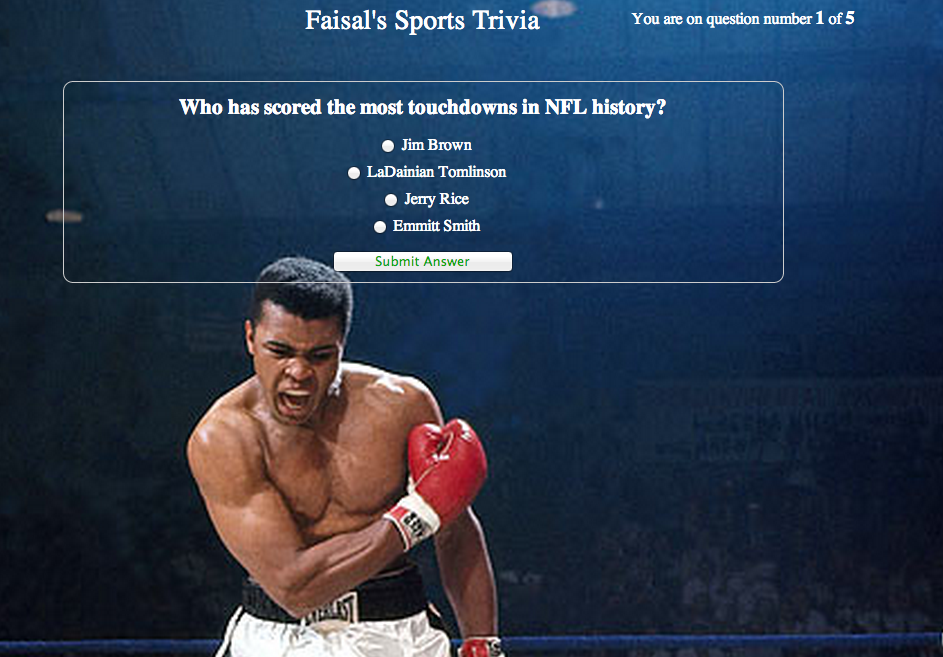 Faisal's Sports Trivia
You are on question number 1 of 5
Who has scored the most touchdowns in NFL history?
Jim Brown
LaDainian Tomlinson
Jerry Rice
Emmitt Smith
Submit Answer
EVERLAST